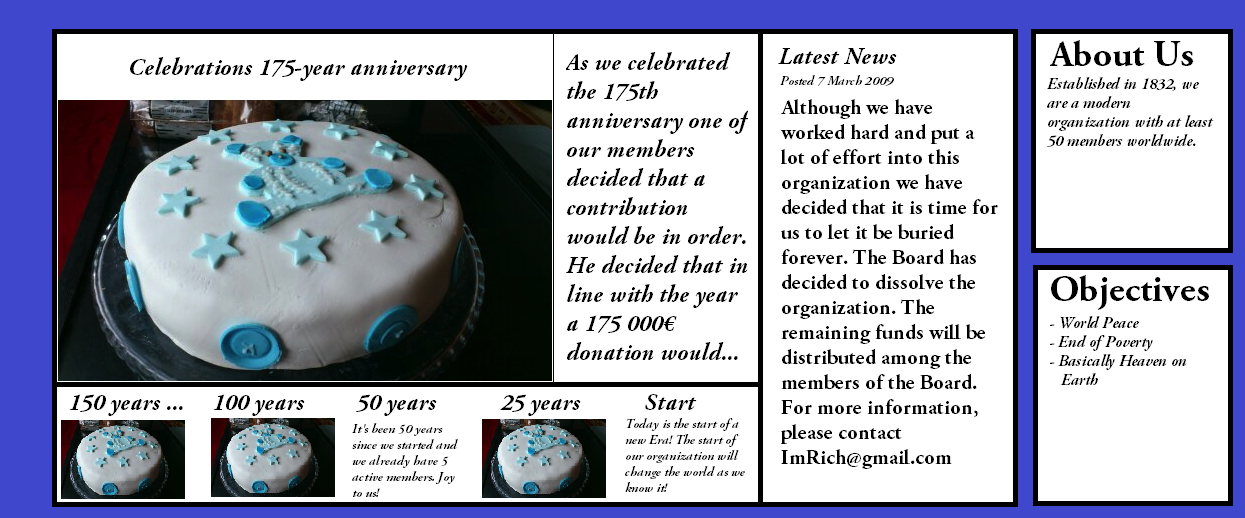 Celebrations 175-year anniversary
As we celebrated
the 175th
anniversary one of
our members
decided that a
contribution
would be in order.
He decided that in
line with the year
a 175 000€
donation would...
150 years ...
100 years
50 years
It's been 50 years
since we started and
we already have 5
active members. Joy
to us!
25 years
Start
Today is the start of a
new Era! The start of
our organization will
change the world as we
know it!
Latest News
Posted 7 March 2009
Although we have
worked hard and put a
lot of effort into this
organization we have
decided that it is time for
us to let it be buried
forever. The Board has
decided to dissolve the
organization. The
remaining funds will be
distributed among the
members of the Board.
For more information,
please contact
ImRich@gmail.com
About Us
Established in 1832, we
are a modern
organization with at least
50 members worldwide.
Objectives
- World Peace
- End of Poverty
- Basically Heaven on
Earth